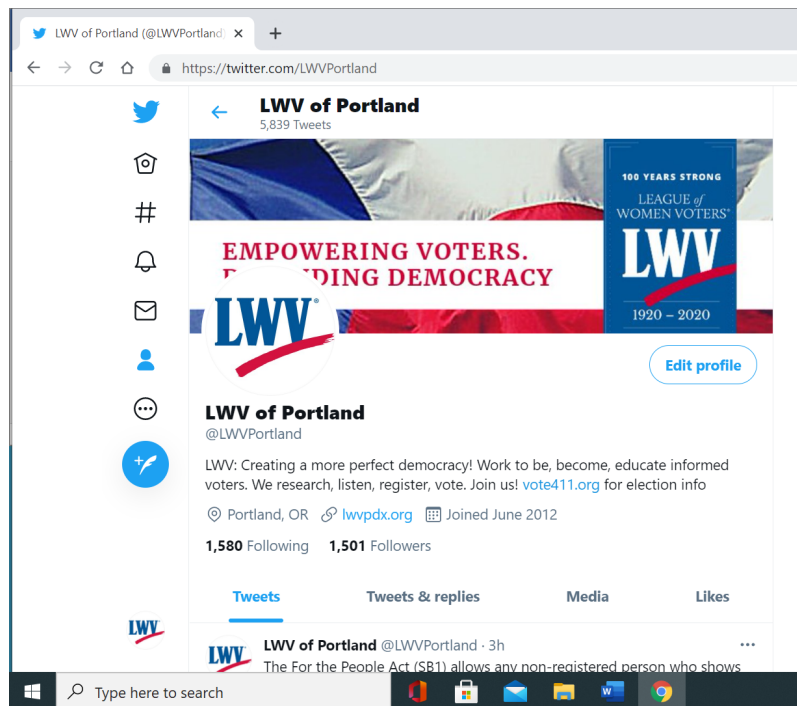 LWV of Portland (@LWVPortland)
https://twitter.com/LWVPortland
LWV of Portland
5,839 Tweets
100 YEARS STRONG
LEAGUE of
WOMEN VOTERS®
LWV
1920 – 2020
EMPOWERING VOTERS.
DEMOCRACY
LWV®
Edit profile
LWV of Portland
@LWVPortland
LWV: Creating a more perfect democracy! Work to be, become, educate informed
voters. We research, listen, register, vote. Join us! vote411.org for election info
Portland, OR lwvpdx.org Joined June 2012
1,580 Following 1,501 Followers
Tweets Tweets & replies Media Likes
LWV
LWV
LWV of Portland @LWVPortland · 3h
The For the People Act (SB1) allows any non-registered person who shows
Type here to search